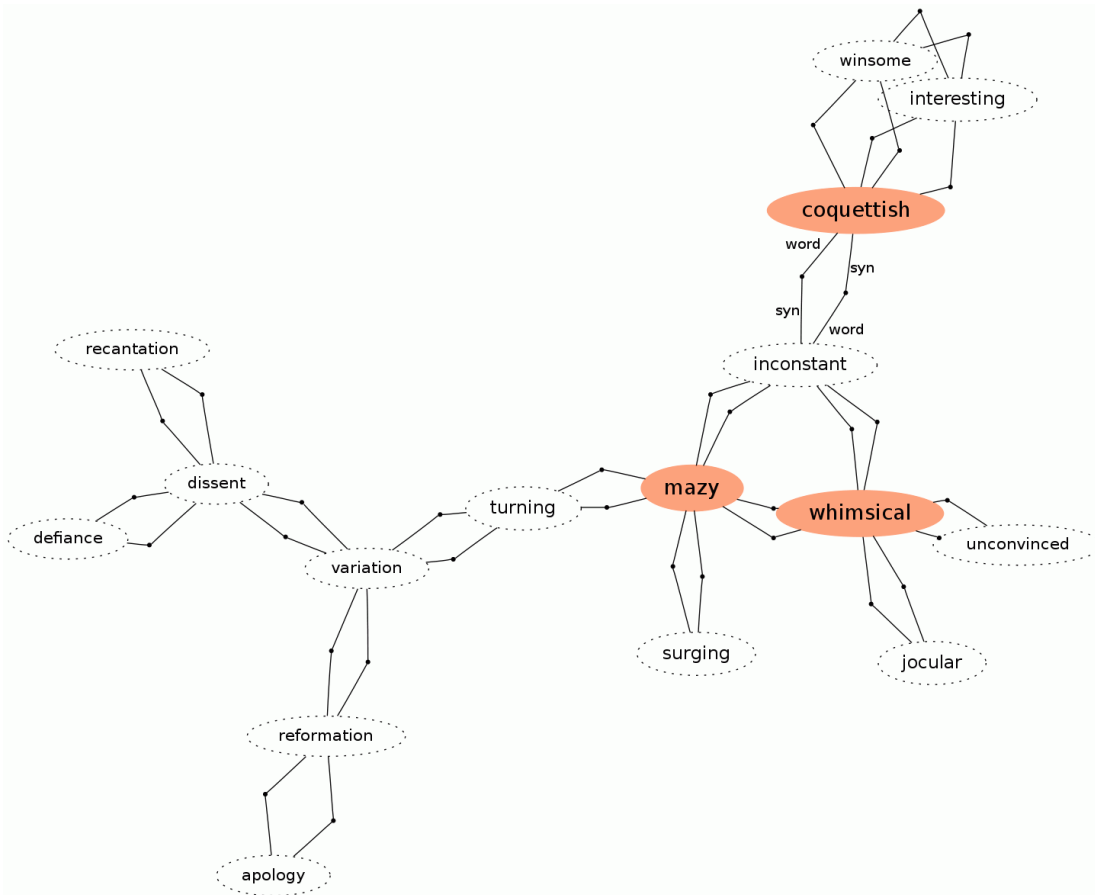 winsome
interesting
coquettish
word
syn
syn
word
recantation
inconstant
dissent
mazy
turning
whimsical
defiance
unconvinced
variation
surging
jocular
reformation
apology